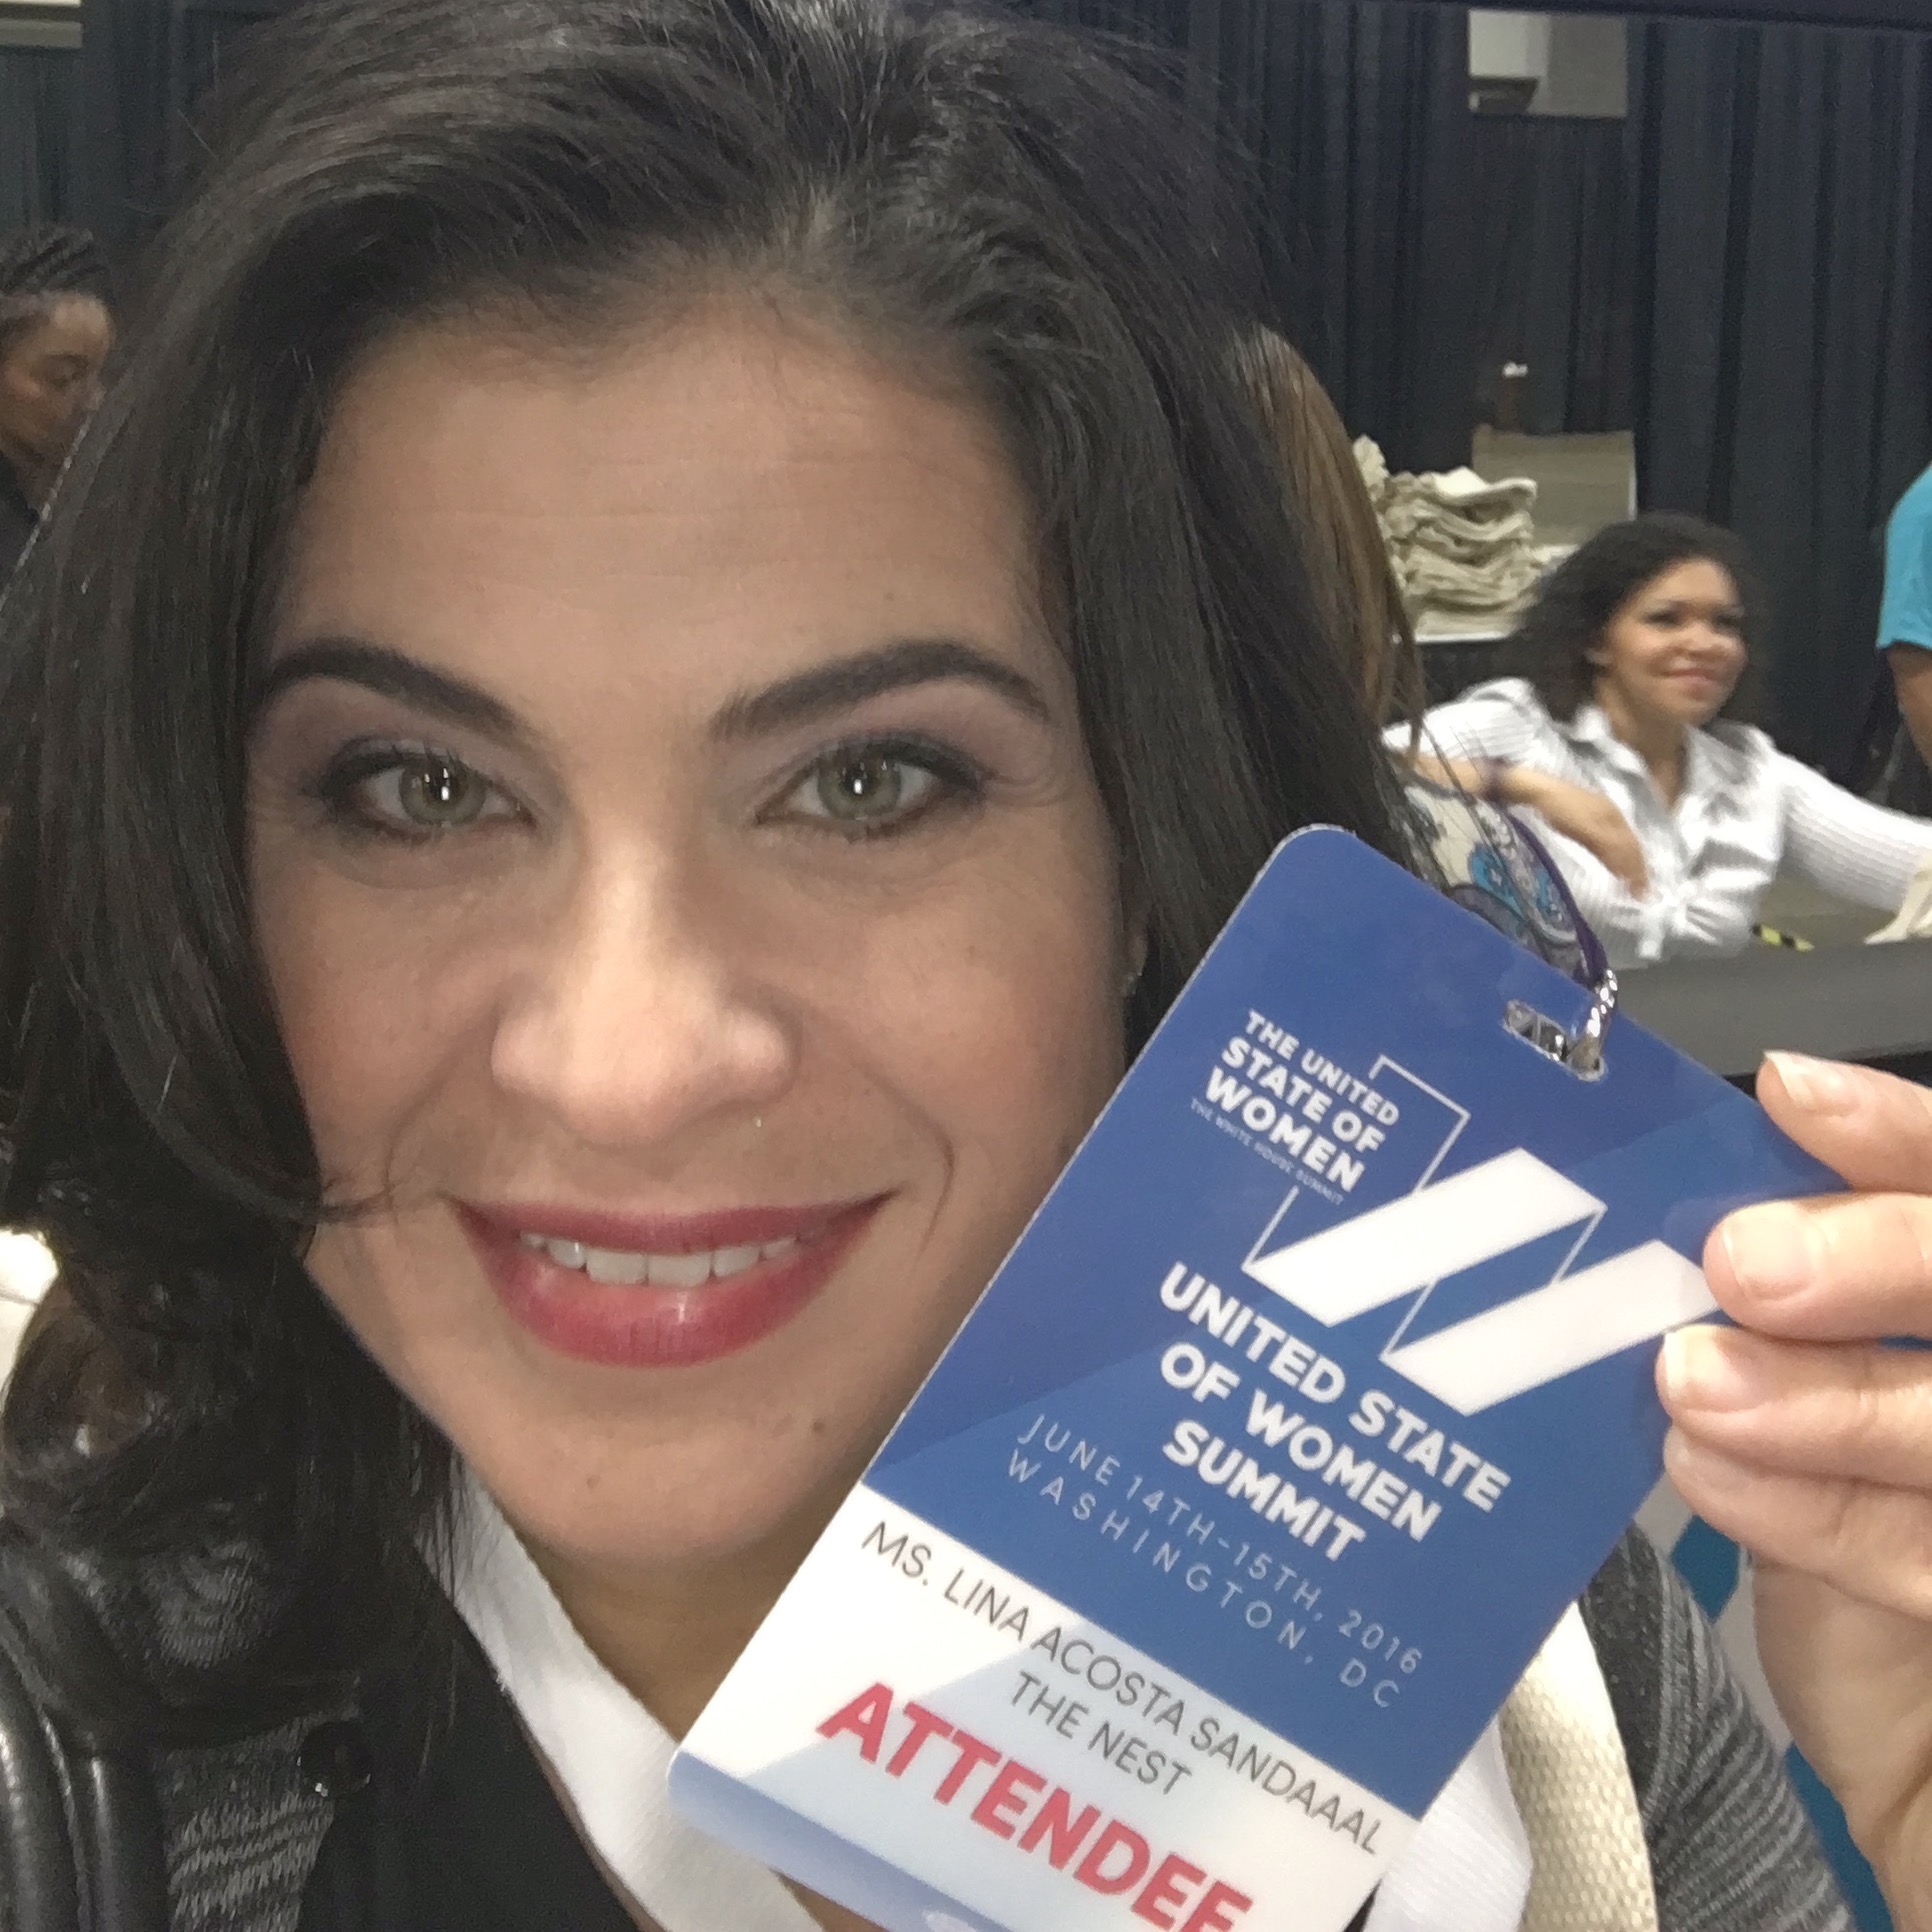 THE UNITED
STATE OF
WOMEN
THE WHITE HOUSE SUMMIT
UNITED STATE
OF WOMEN
SUMMIT
JUNE 14TH-15TH, 2016
WASHINGTON, DC
MS. LINA ACOSTA SANDAAAL
THE NEST
ATTENDEE